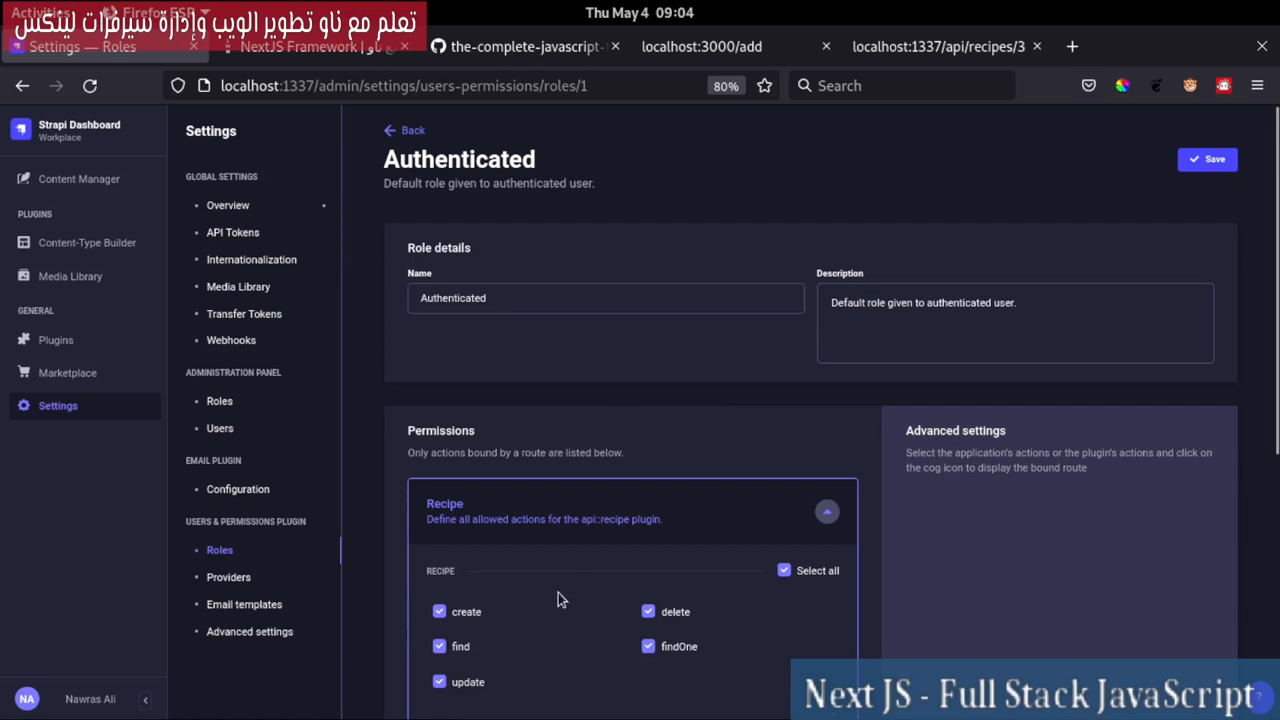 Activities
Firefox ESR
Thu May 4 09:04
تعلم مع ناو تطوير الويب وإدارة سيرفرات لينكس
Settings — Roles
NextJS Framework |
the-complete-javascript-
localhost:3000/add
localhost:1337/api/recipes/3
localhost:1337/admin/settings/users-permissions/roles/1
80%
Search
Strapi Dashboard
Workplace
Content Manager
PLUGINS
Content-Type Builder
Media Library
GENERAL
Plugins
Marketplace
Settings
NA
Nawras Ali
Settings
GLOBAL SETTINGS
Overview
API Tokens
Internationalization
Media Library
Transfer Tokens
Webhooks
ADMINISTRATION PANEL
Roles
Users
EMAIL PLUGIN
Configuration
USERS & PERMISSIONS PLUGIN
Roles
Providers
Email templates
Advanced settings
Back
Authenticated
Default role given to authenticated user.
Save
Role details
Name
Authenticated
Description
Default role given to authenticated user.
Permissions
Only actions bound by a route are listed below.
Recipe
Define all allowed actions for the api::recipe plugin.
RECIPE
Select all
create
delete
find
findOne
update
Advanced settings
Select the application's actions or the plugin's actions and click on
the cog icon to display the bound route
Next JS - Full Stack JavaScript